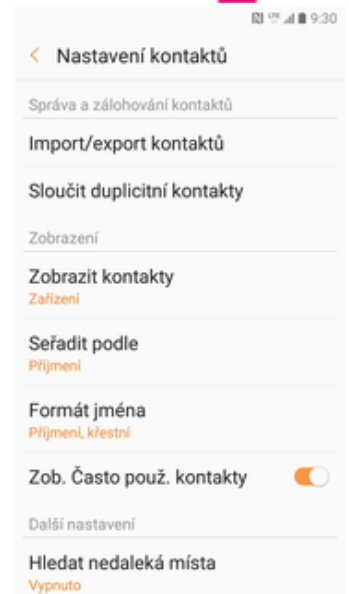 9:30
Nastavení kontaktů
Správa a zálohování kontaktů
Import/export kontaktů
Sloučit duplicitní kontakty
Zobrazení
Zobrazit kontakty
Zařízení
Seřadit podle
Příjmení
Formát jména
Příjmení, křestní
Zob. Často použ. kontakty
Další nastavení
Hledat nedaleká místa
Vypnuto